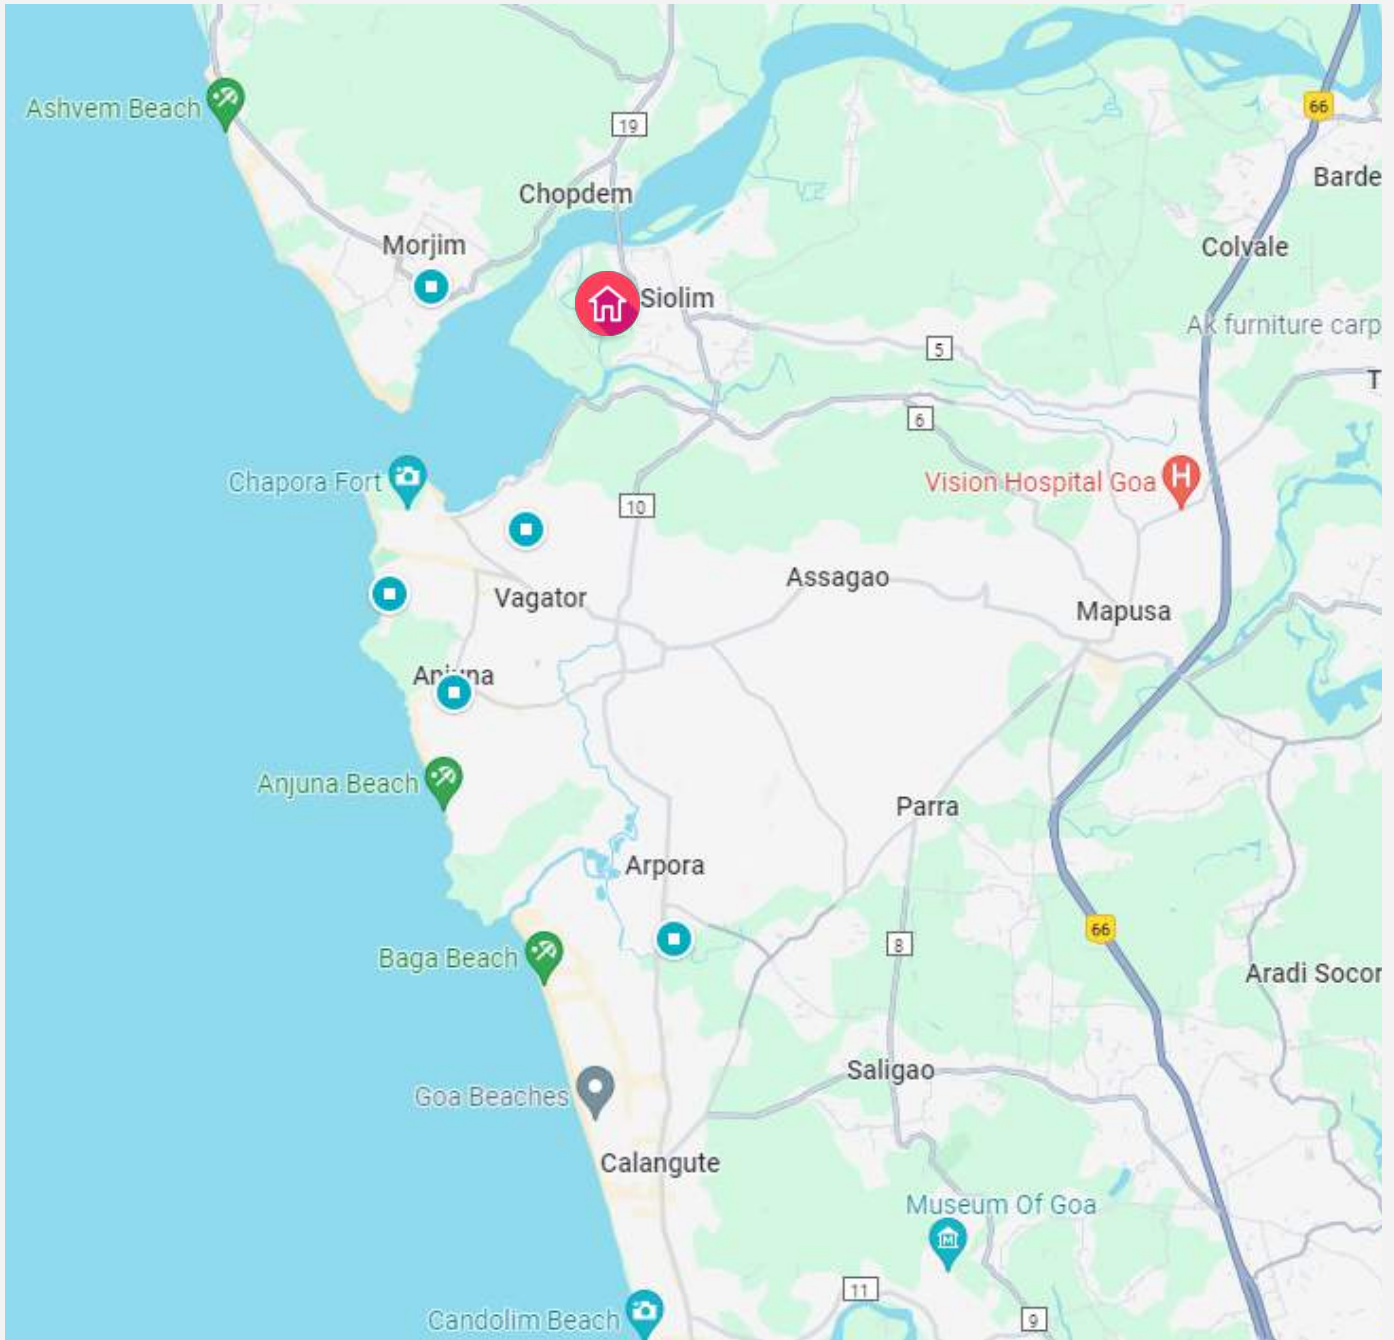 66
Ashvem Beach
19
Barde
Chopdem
Morjim
Colvale
Siolim
Ak furniture carp
5
T
6
Chapora Fort
Vision Hospital Goa
H
10
Assagao
Vagator
Mapusa
Anjuna
Anjuna Beach
Parra
Arpora
66
8
Baga Beach
Aradi Socor
Saligao
Goa Beaches
Calangute
Museum Of Goa
M
11
Candolim Beach
9